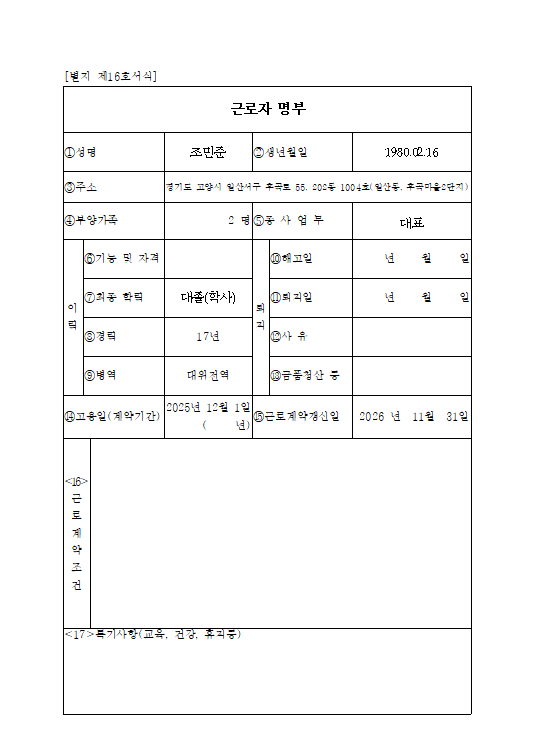 [별지 제16호서식]
근로자 명부
①성명 조민준 ②생년월일 1980.02.16
③주소 경기도 고양시 일산서구 후곡로 55, 202동 1004호(일산동, 후곡마을2단지)
④부양가족 2 명 ⑤종 사 업 무 대표
이력
⑥기능 및 자격
⑦최종 학력 대졸(학사)
⑧경력 17년
⑨병역 대위전역
퇴직
⑩해고일 년 월 일
⑪퇴직일 년 월 일
⑫사 유
⑬금품청산 등
⑭고용일(계약기간) 2025년 12월 1일
( 년)
⑮근로계약갱신일 2026 년 11월 31일
<16>
근
로
계
약
조
건
<17>특기사항(교육, 건강, 휴직등)